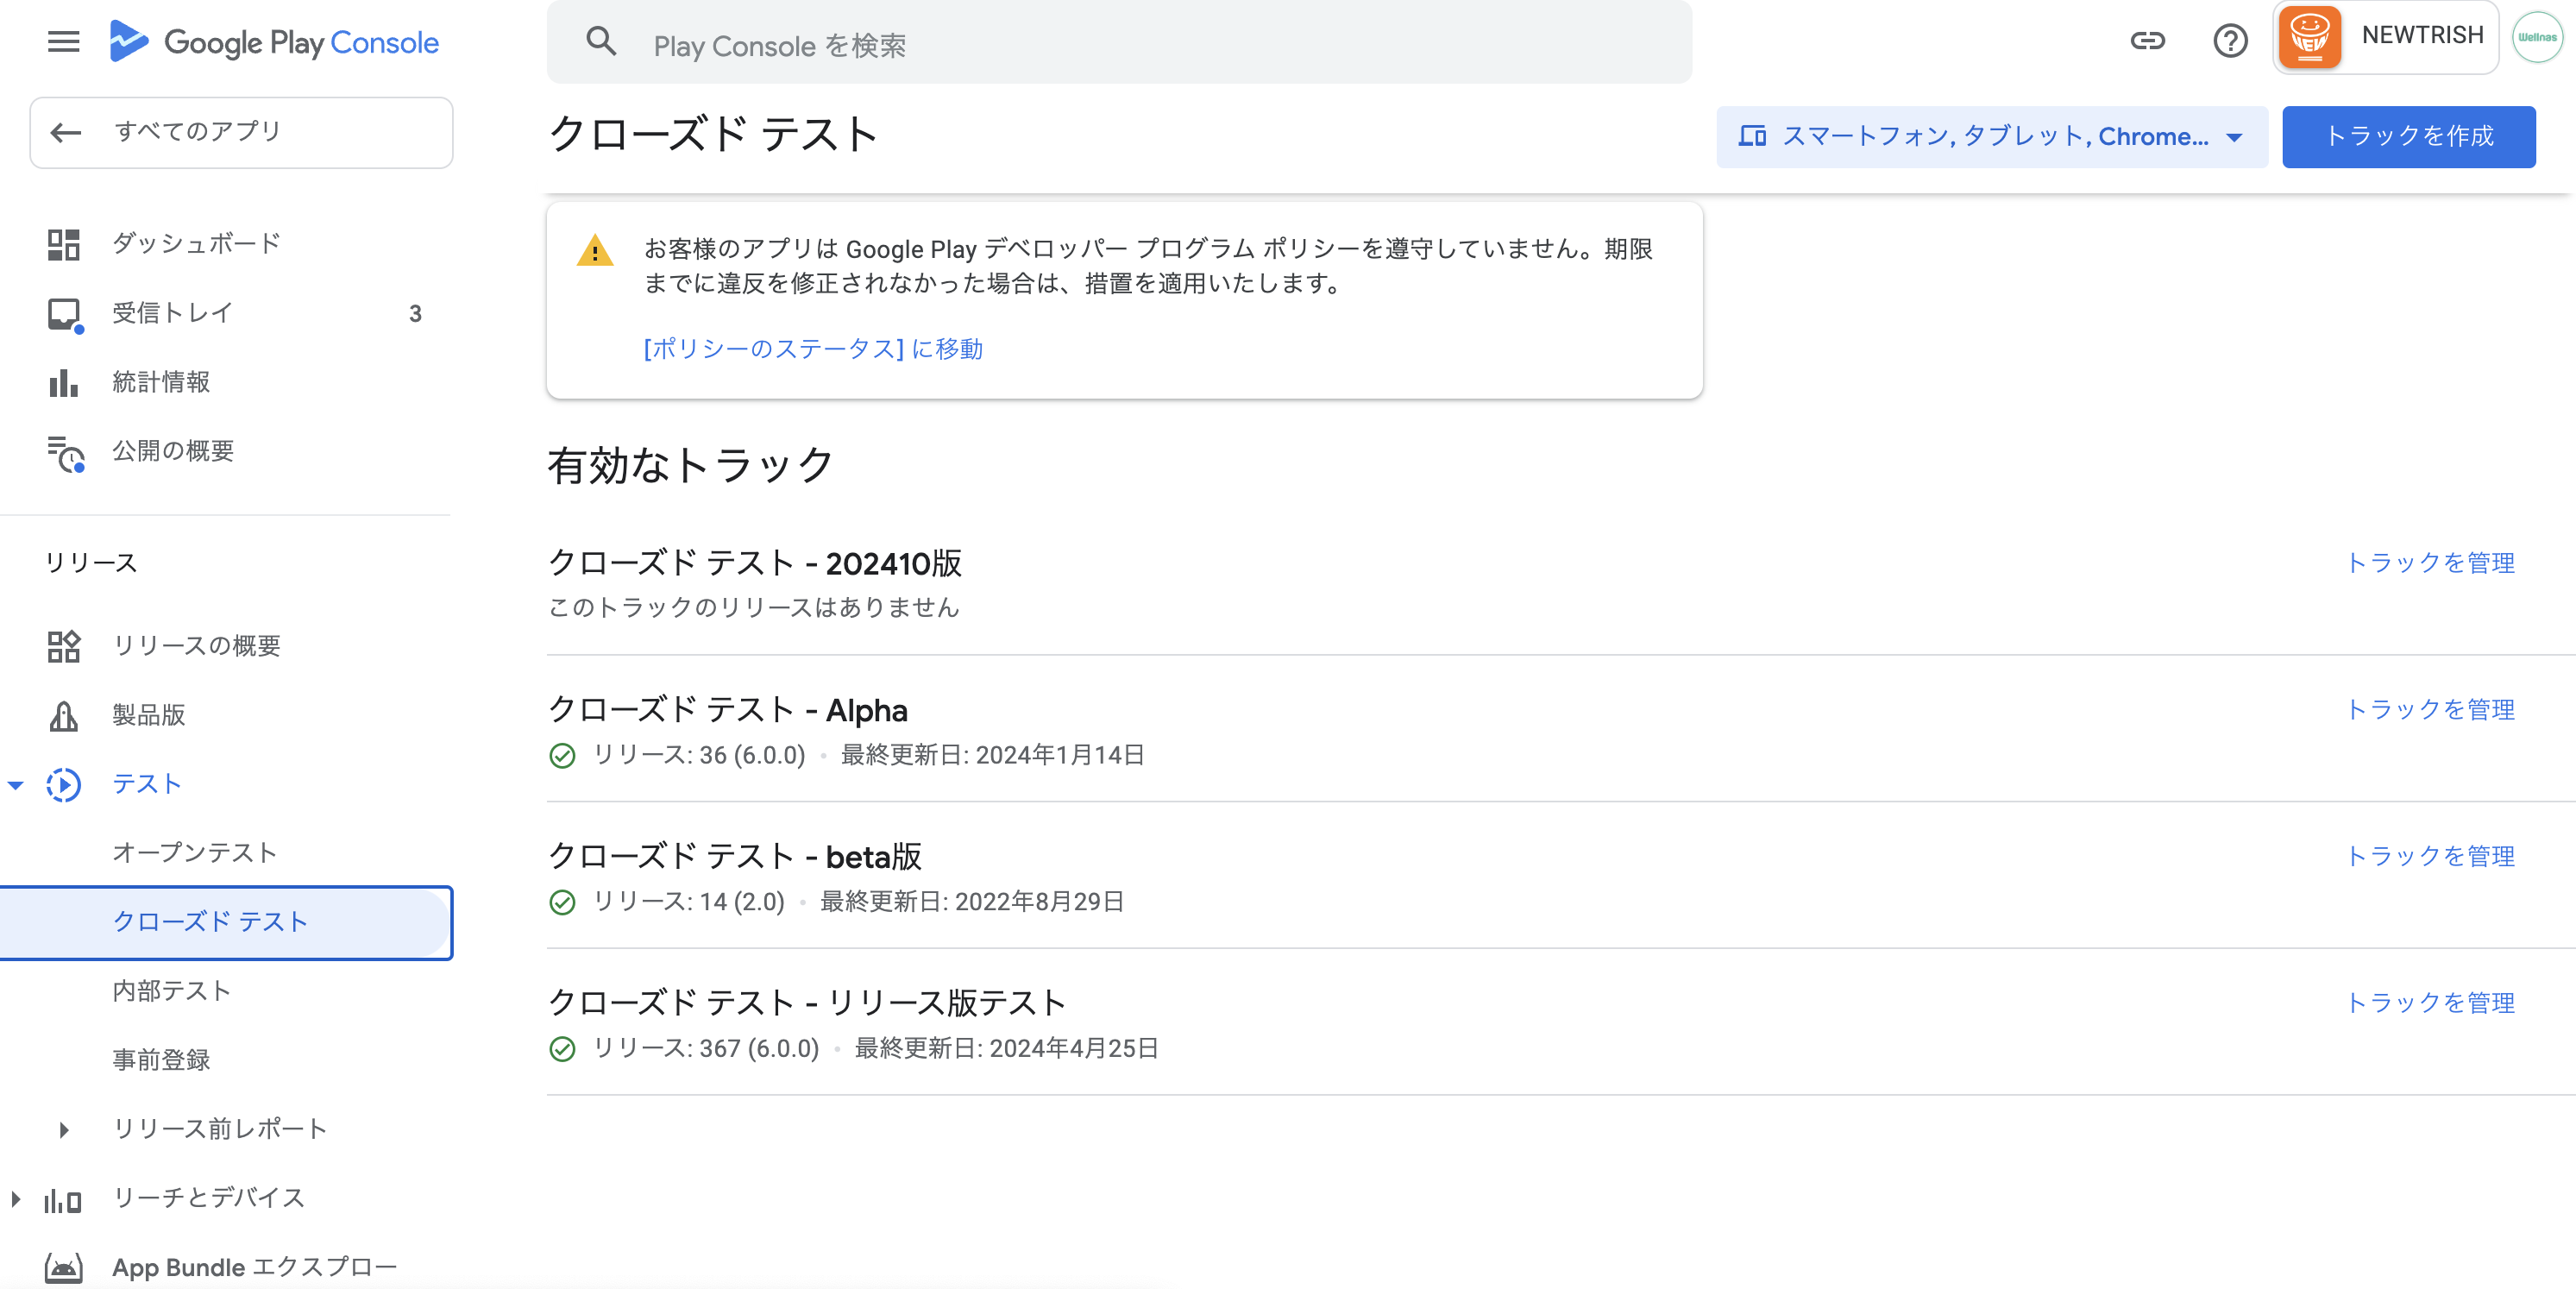 Google Play Console
Play Console を検索
NEWTRISH
Wellnas
すべてのアプリ
クローズド テスト
スマートフォン, タブレット, Chrome...
トラックを作成
ダッシュボード
受信トレイ 3
統計情報
公開の概要
リリース
リリースの概要
製品版
テスト
オープンテスト
クローズド テスト
内部テスト
事前登録
リリース前レポート
リーチとデバイス
App Bundle エクスプロー
お客様のアプリは Google Play デベロッパー プログラム ポリシーを遵守していません。期限
までに違反を修正されなかった場合は、措置を適用いたします。
[ポリシーのステータス] に移動
有効なトラック
クローズド テスト - 202410版
トラックを管理
このトラックのリリースはありません
クローズド テスト - Alpha
トラックを管理
リリース: 36 (6.0.0) • 最終更新日: 2024年1月14日
クローズド テスト - beta版
トラックを管理
リリース: 14 (2.0) • 最終更新日: 2022年8月29日
クローズド テスト - リリース版テスト
トラックを管理
リリース: 367 (6.0.0) • 最終更新日: 2024年4月25日